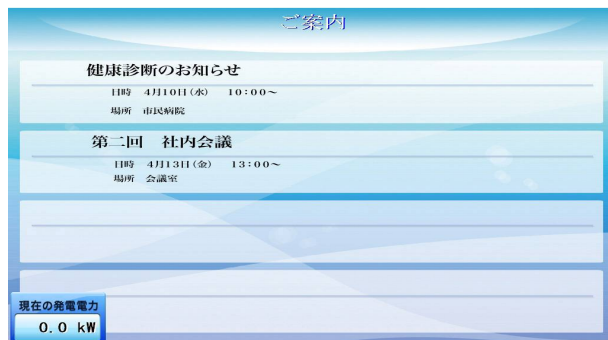 ご案内
健康診断のお知らせ
日時 4月10日(水) 10:00~
場所 市民病院
第二回 社内会議
日時 4月13日(金) 13:00~
場所 会議室
現在の発電電力
0.0 kW